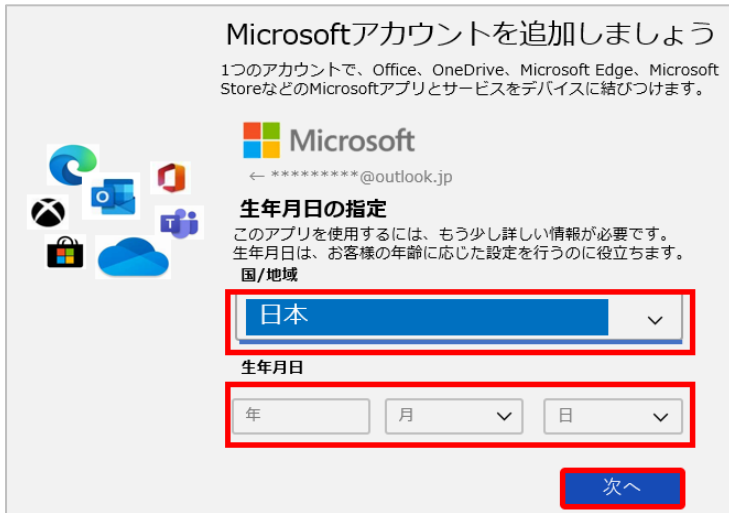 Microsoftアカウントを追加しましょう
1つのアカウントで、Office、OneDrive、Microsoft Edge、Microsoft
StoreなどのMicrosoftアプリとサービスをデバイスに結びつけます。
Microsoft
← *********@outlook.jp
生年月日の指定
このアプリを使用するには、もう少し詳しい情報が必要です。
生年月日は、お客様の年齢に応じた設定を行うのに役立ちます。
国/地域
日本
生年月日
年 月 日
次へ